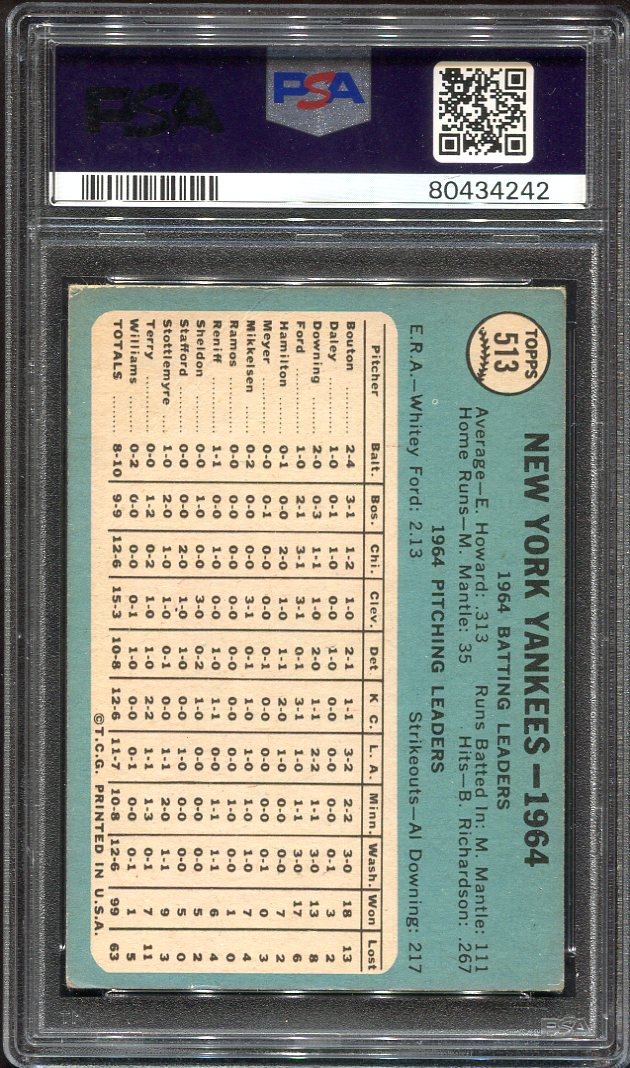 PSA
PSA
80434242
TOPPS
513
NEW YORK YANKEES—1964
1964 BATTING LEADERS
Average—E. Howard: .313 Runs Batted In: M. Mantle: 111
Home Runs—M. Mantle: 35 Hits—B. Richardson: .267
1964 PITCHING LEADERS
E.R.A.—Whitey Ford: 2.13 Strikeouts—Al Downing: 217
Pitcher Balt. Bos. Chi. Clev. Det K C. L. A. Minn. Wash. Won Lost
Bouton ........ 2-4 3-1 1-2 1-0 2-1 1-1 3-2 2-2 3-0 18 13
Daley .......... 1-0 0-1 1-0 0-0 1-0 0-0 0-0 0-0 0-1 3 2
Downing ...... 2-0 0-3 1-1 1-1 2-0 1-0 2-2 1-1 3-0 13 8
Ford ............ 1-0 2-1 3-1 3-1 0-1 3-1 1-0 1-1 3-0 17 6
Hamilton ...... 0-1 0-0 2-0 1-0 1-1 2-0 0-0 1-0 0-0 7 2
Meyer .......... 0-1 0-0 0-0 0-0 0-1 0-0 0-0 0-0 0-1 0 3
Mikkelsen .... 0-2 0-0 1-0 3-1 0-1 1-0 1-0 1-0 0-0 7 4
Ramos ......... 0-0 0-0 0-0 0-0 0-0 0-0 0-0 1-0 0-0 1 0
Reniff .......... 1-1 0-0 1-0 0-0 1-0 1-1 0-0 1-1 1-1 6 4
Sheldon ....... 0-0 1-0 0-0 3-0 0-2 1-0 0-0 0-0 0-0 5 2
Stafford ....... 0-0 0-0 2-0 1-0 1-0 0-0 1-0 0-0 0-0 5 0
Stottlemyre .. 1-0 2-0 1-0 1-0 0-0 0-1 1-1 2-0 1-1 9 3
Terry ........... 0-0 1-2 0-2 1-0 1-0 2-2 1-1 1-3 0-1 7 11
Williams ...... 0-2 0-0 0-0 0-1 1-0 0-0 0-1 0-0 0-1 1 5
TOTALS ...... 8-10 9-9 12-6 15-3 10-8 12-6 11-7 10-8 12-6 99 63
©T.C.G. PRINTED IN U.S.A.
PSA